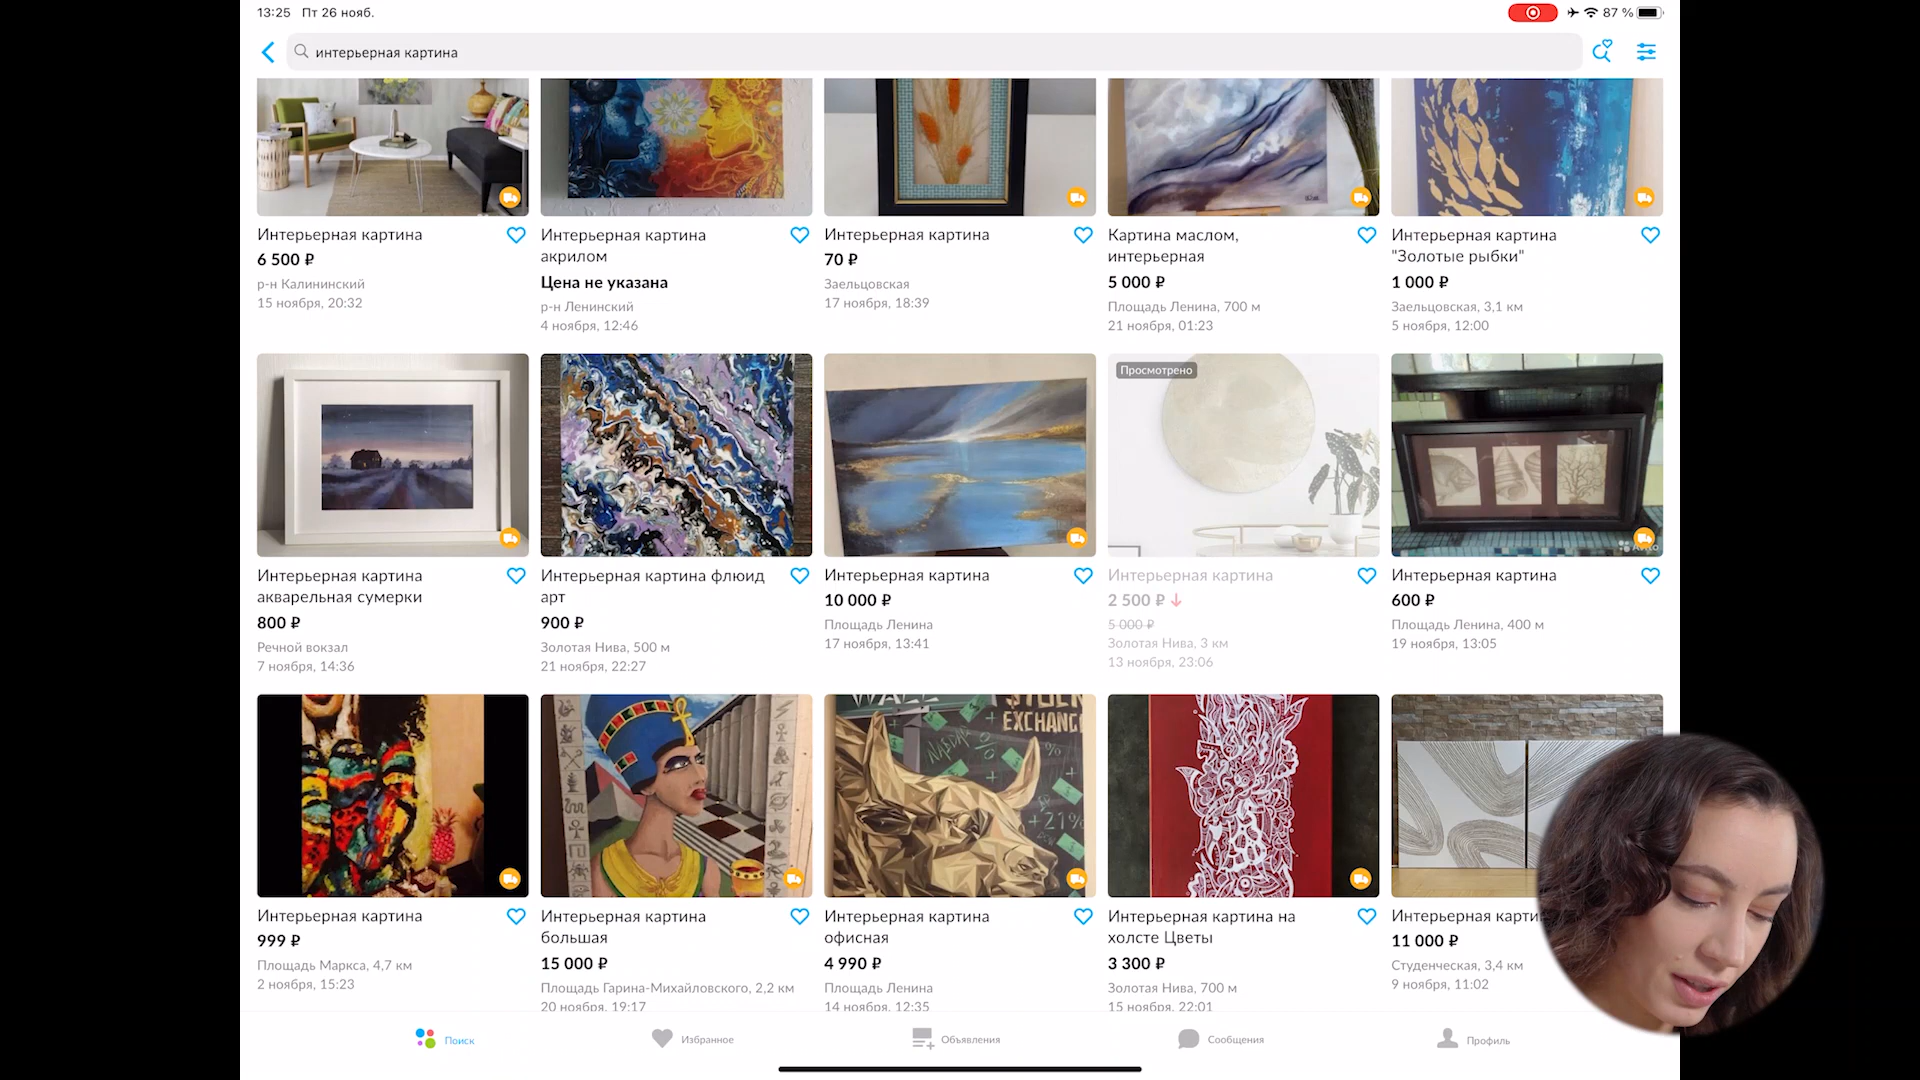 13:25 Пт 26 нояб.
87 %
интерьерная картина
Интерьерная картина
6 500 ₽
р-н Калининский
15 ноября, 20:32
Интерьерная картина
акрилом
Цена не указана
р-н Ленинский
4 ноября, 12:46
Интерьерная картина
70 ₽
Заельцовская
17 ноября, 18:39
Картина маслом,
интерьерная
5 000 ₽
Площадь Ленина, 700 м
21 ноября, 01:23
Интерьерная картина
"Золотые рыбки"
1 000 ₽
Заельцовская, 3,1 км
5 ноября, 12:00
Интерьерная картина
акварельная сумерки
800 ₽
Речной вокзал
7 ноября, 14:36
Интерьерная картина флюид
арт
900 ₽
Золотая Нива, 500 м
21 ноября, 22:27
Интерьерная картина
10 000 ₽
Площадь Ленина
17 ноября, 13:41
Просмотрено
Интерьерная картина
2 500 ₽
5 000 ₽
Золотая Нива, 3 км
13 ноября, 23:06
Интерьерная картина
600 ₽
Площадь Ленина, 400 м
19 ноября, 13:05
Интерьерная картина
999 ₽
Площадь Маркса, 4,7 км
2 ноября, 15:23
Интерьерная картина
большая
15 000 ₽
Площадь Гарина-Михайловского, 2,2 км
20 ноября, 19:17
EXCHANG
NASDAQ
+21%
Интерьерная картина
офисная
4 990 ₽
Площадь Ленина
14 ноября, 12:35
Интерьерная картина на
холсте Цветы
3 300 ₽
Золотая Нива, 700 м
15 ноября, 22:01
Интерьерная карти
11 000 ₽
Студенческая, 3,4 км
9 ноября, 11:02
Поиск
Избранное
Объявления
Сообщения
Профиль